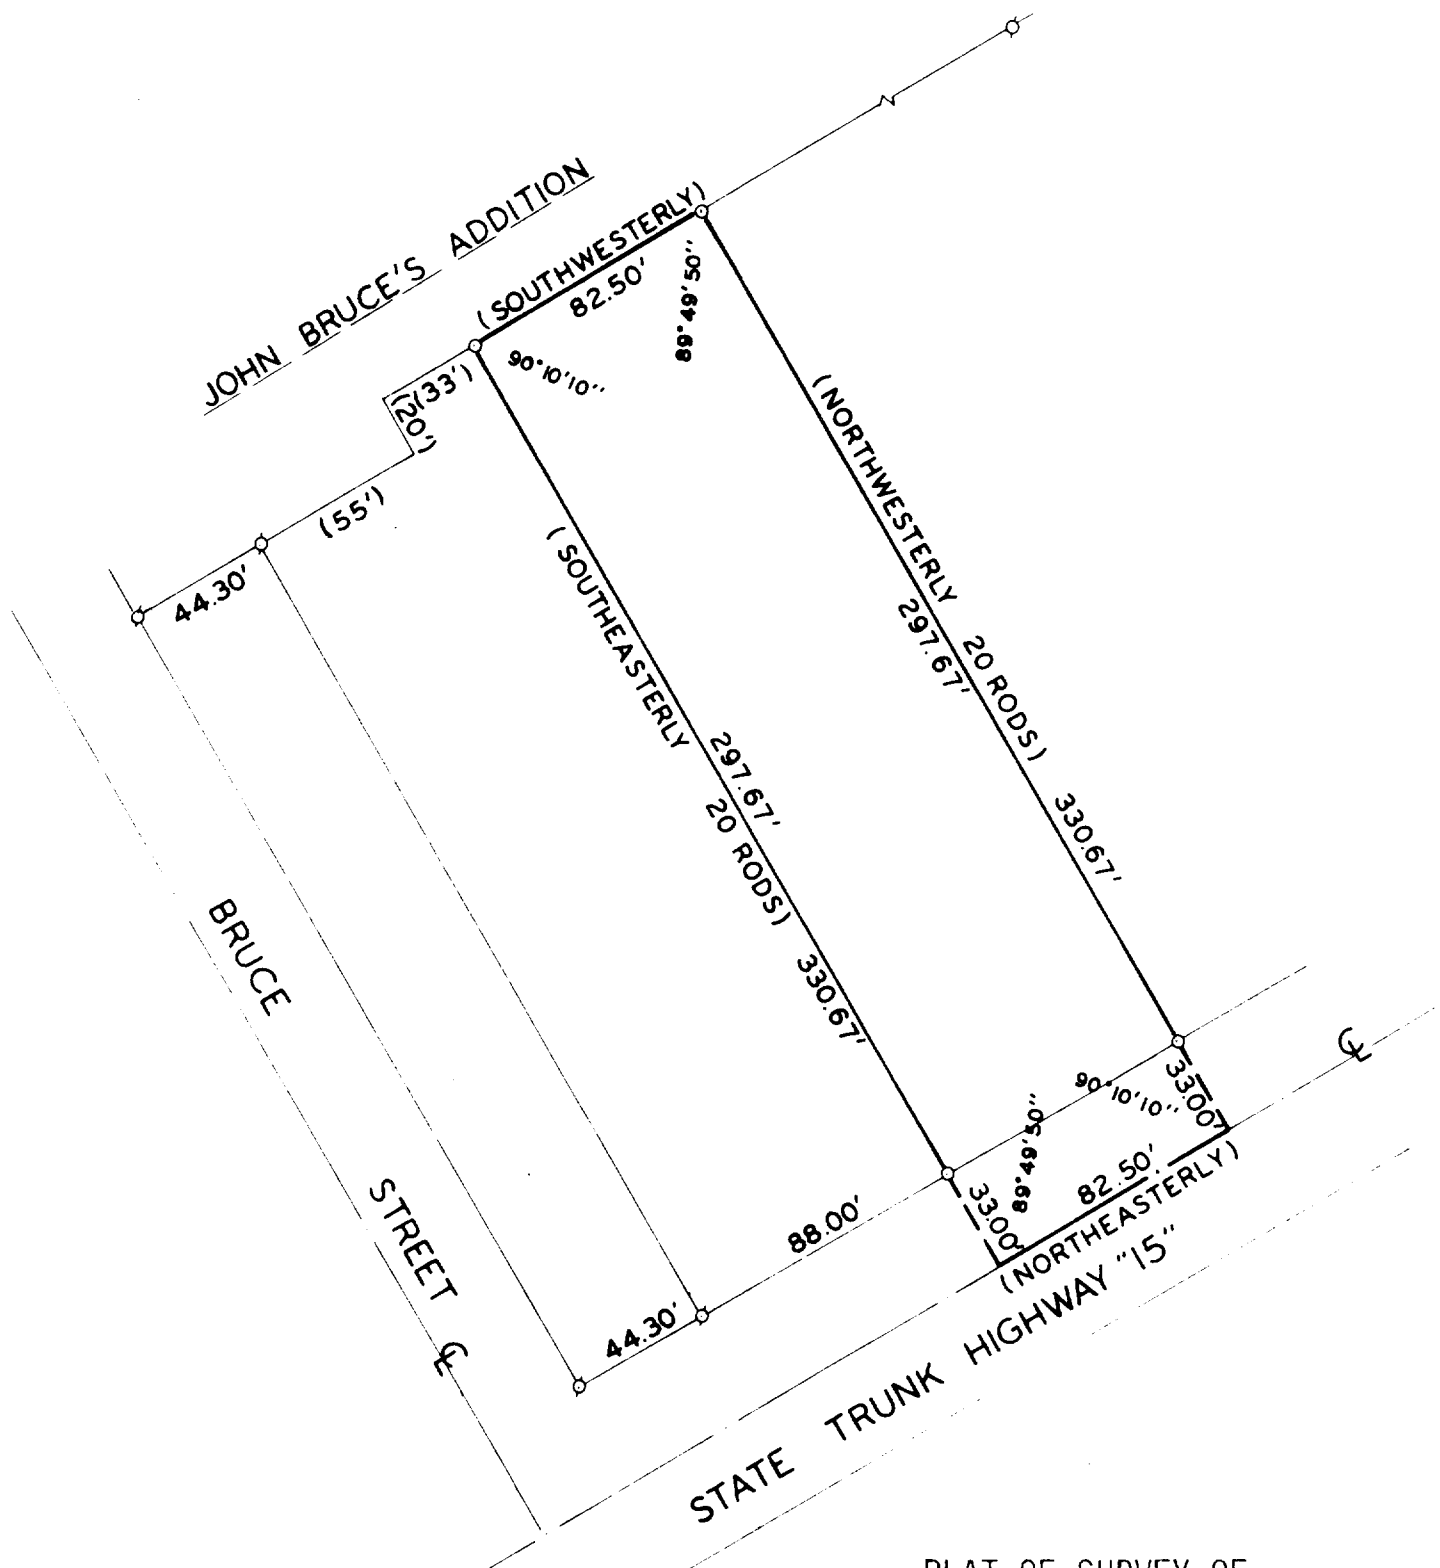 JOHN BRUCE'S ADDITION
(SOUTHWESTERLY)
82.50'
89°49'50"
90°10'10"
(33')
(20')
(55')
44.30'
(NORTHWESTERLY 20 RODS)
297.67'
330.67'
(SOUTHEASTERLY 20 RODS)
297.67'
330.67'
BRUCE STREET ℄
℄
90°10'10"
33.00'
89°49'50"
33.00'
82.50'
(NORTHEASTERLY)
88.00'
44.30'
STATE TRUNK HIGHWAY "15"
PLAT OF SURVEY OF